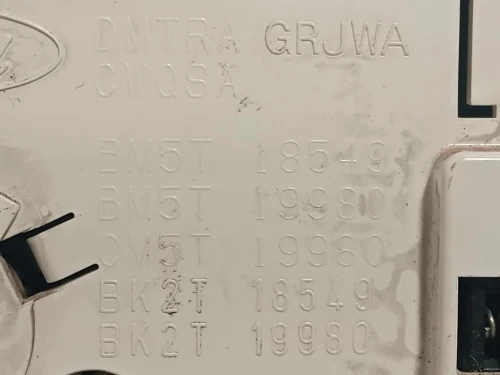 DMTRA GRJWA
CWQSA
BM5T 18549
BM5T 19980
CM5T 19980
BK2T 18549
BK2T 19980